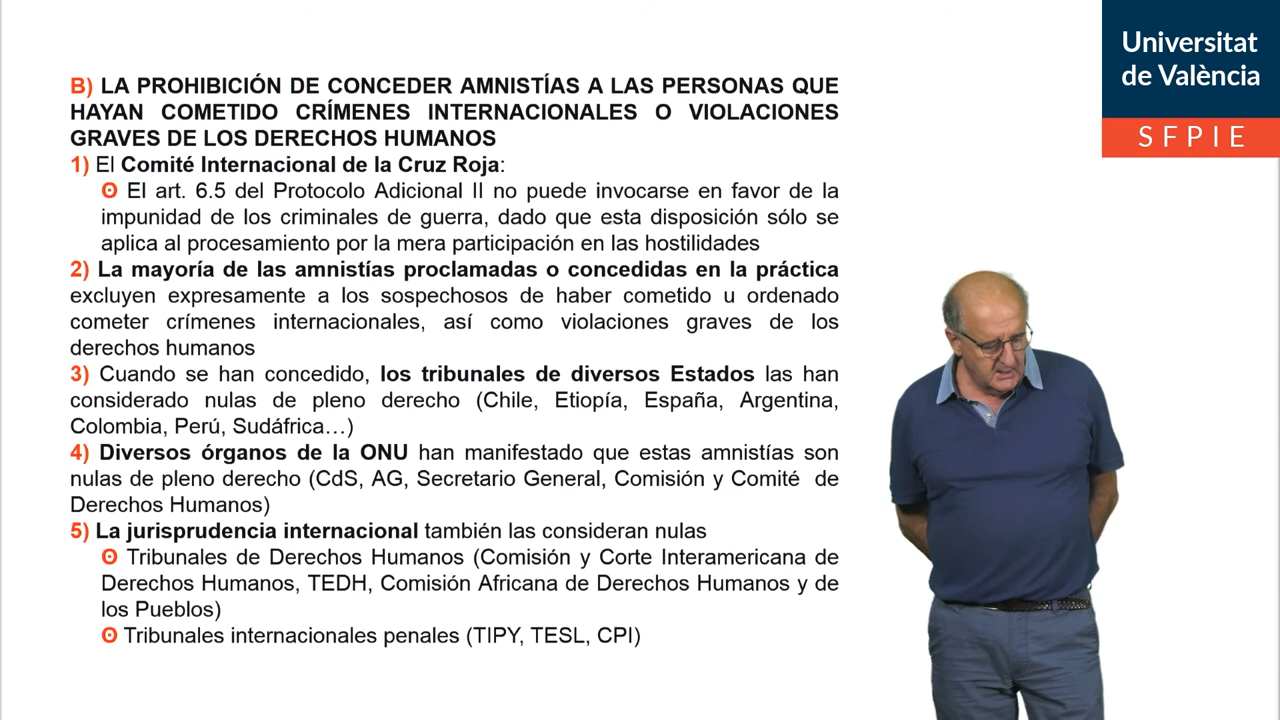 Universitat
de València
SFPIE
B) LA PROHIBICIÓN DE CONCEDER AMNISTÍAS A LAS PERSONAS QUE
HAYAN COMETIDO CRÍMENES INTERNACIONALES O VIOLACIONES
GRAVES DE LOS DERECHOS HUMANOS
1) El Comité Internacional de la Cruz Roja:
ʘ El art. 6.5 del Protocolo Adicional II no puede invocarse en favor de la
impunidad de los criminales de guerra, dado que esta disposición sólo se
aplica al procesamiento por la mera participación en las hostilidades
2) La mayoría de las amnistías proclamadas o concedidas en la práctica
excluyen expresamente a los sospechosos de haber cometido u ordenado
cometer crímenes internacionales, así como violaciones graves de los
derechos humanos
3) Cuando se han concedido, los tribunales de diversos Estados las han
considerado nulas de pleno derecho (Chile, Etiopía, España, Argentina,
Colombia, Perú, Sudáfrica…)
4) Diversos órganos de la ONU han manifestado que estas amnistías son
nulas de pleno derecho (CdS, AG, Secretario General, Comisión y Comité de
Derechos Humanos)
5) La jurisprudencia internacional también las consideran nulas
ʘ Tribunales de Derechos Humanos (Comisión y Corte Interamericana de
Derechos Humanos, TEDH, Comisión Africana de Derechos Humanos y de
los Pueblos)
ʘ Tribunales internacionales penales (TIPY, TESL, CPI)